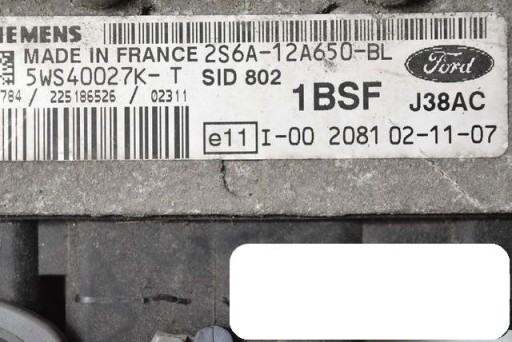 SIEMENS
MADE IN FRANCE 2S6A-12A650-BL
Ford
5WS40027K-T SID 802
1BSF J38AC
784 / 225186526 / 02311
e11 I-00 2081 02-11-07